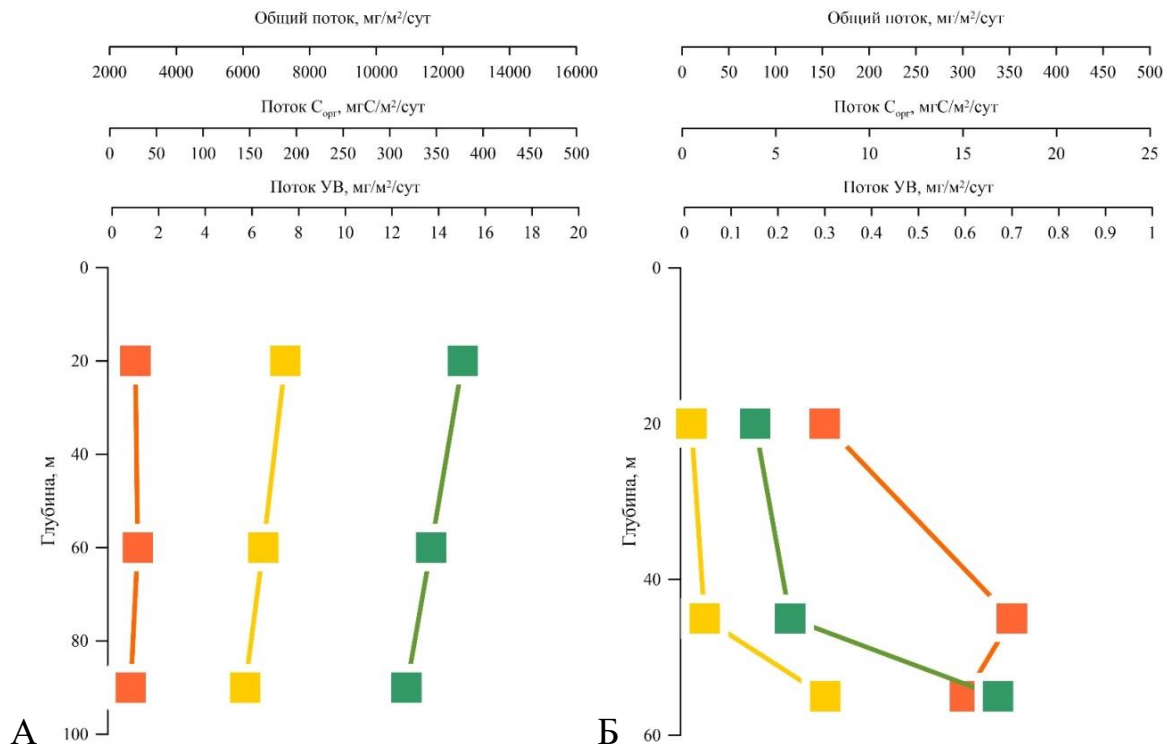 Общий поток, мг/м²/сут
2000 4000 6000 8000 10000 12000 14000 16000
Поток Сорг, мгС/м²/сут
0 50 100 150 200 250 300 350 400 450 500
Поток УВ, мг/м²/сут
0 2 4 6 8 10 12 14 16 18 20
0
20
40
60
80
100
Глубина, м
А
Общий поток, мг/м²/сут
0 50 100 150 200 250 300 350 400 450 500
Поток Сорг, мгС/м²/сут
0 5 10 15 20 25
Поток УВ, мг/м²/сут
0 0.1 0.2 0.3 0.4 0.5 0.6 0.7 0.8 0.9 1
0
20
40
60
Глубина, м
Б